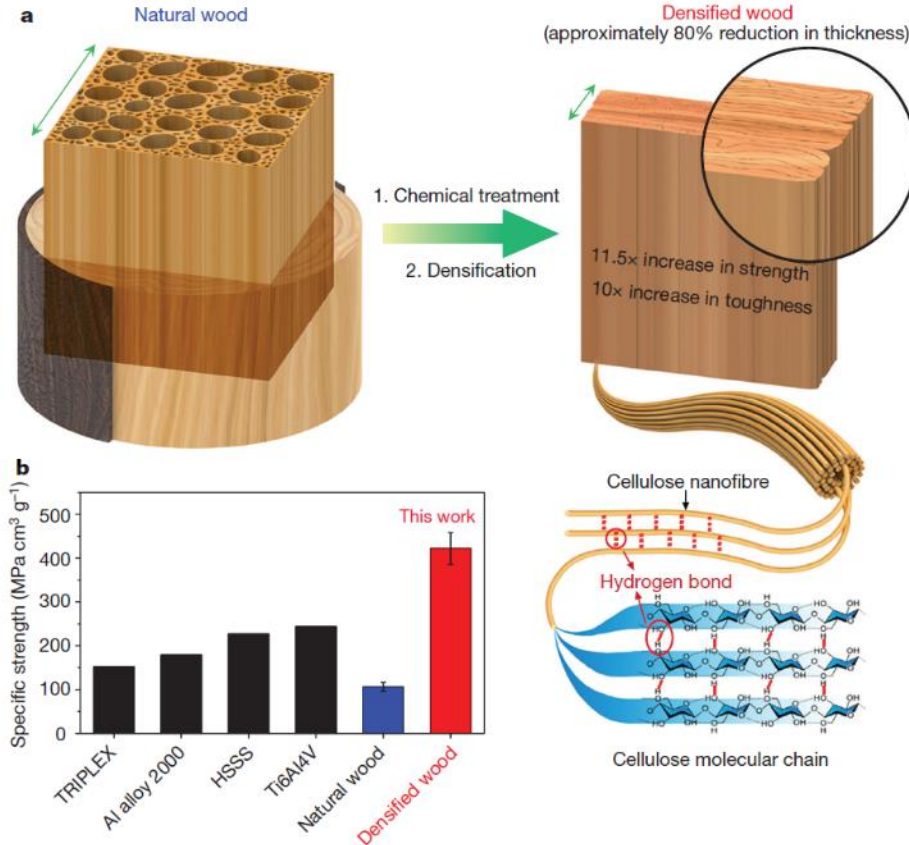 a
Natural wood
Densified wood
(approximately 80% reduction in thickness)
1. Chemical treatment
2. Densification
11.5× increase in strength
10× increase in toughness
Cellulose nanofibre
Hydrogen bond
Cellulose molecular chain
b
Specific strength (MPa cm³ g⁻¹)
500
400
300
200
100
0
This work
TRIPLEX
Al alloy 2000
HSSS
Ti6Al4V
Natural wood
Densified wood